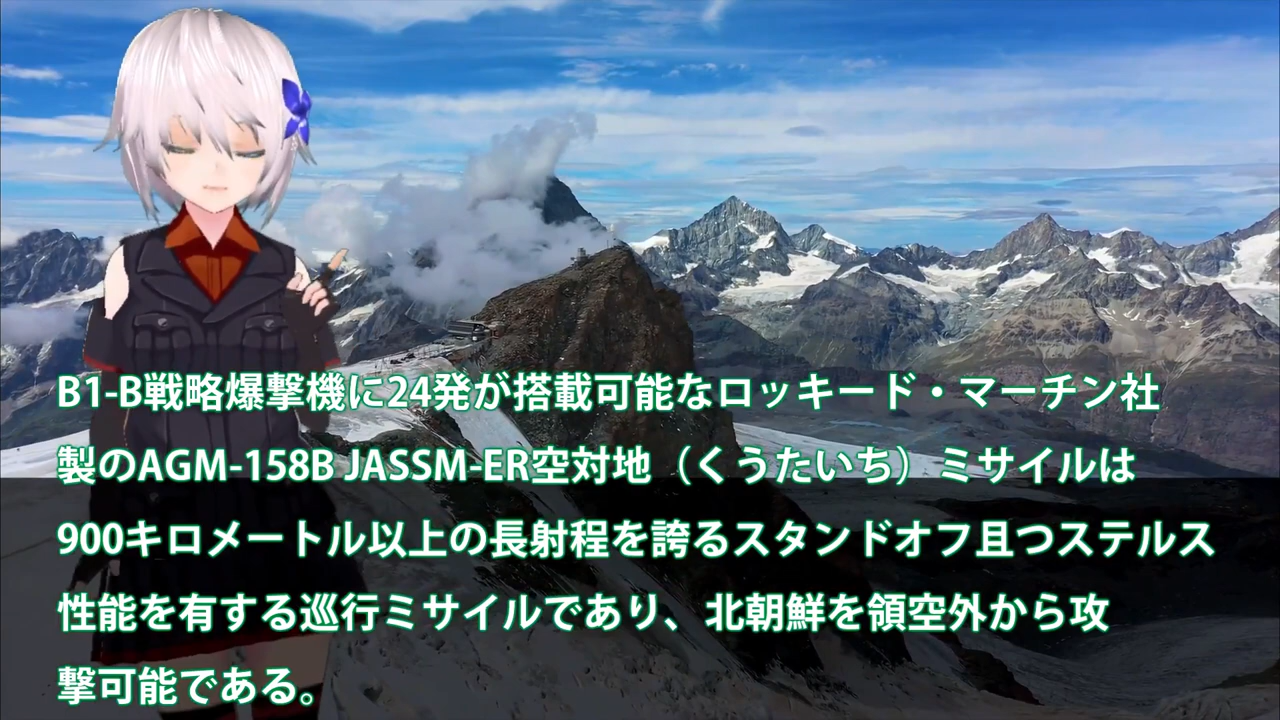 B1-B戦略爆撃機に24発が搭載可能なロッキード・マーチン社
製のAGM-158B JASSM-ER空対地（くうたいち）ミサイルは
900キロメートル以上の長射程を誇るスタンドオフ且つステルス
性能を有する巡行ミサイルであり、北朝鮮を領空外から攻
撃可能である。